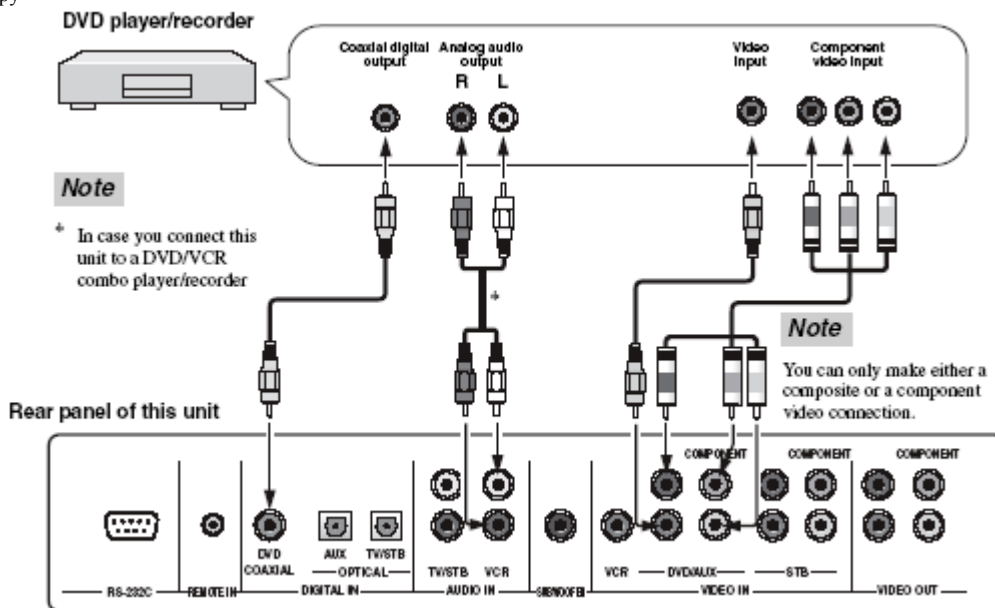 py
DVD player/recorder
Coaxial digital output
Analog audio output
R L
Video input
Component video input
Note
* In case you connect this
unit to a DVD/VCR
combo player/recorder
*
Note
You can only make either a
composite or a component
video connection.
Rear panel of this unit
COMPONENT COMPONENT COMPONENT
DVD COAXIAL
AUX TV/STB
OPTICAL
TV/STB VCR
VCR DVD/AUX STB
RS-232C REMOTE IN DIGITAL IN AUDIO IN SUBWOOFER VIDEO IN VIDEO OUT